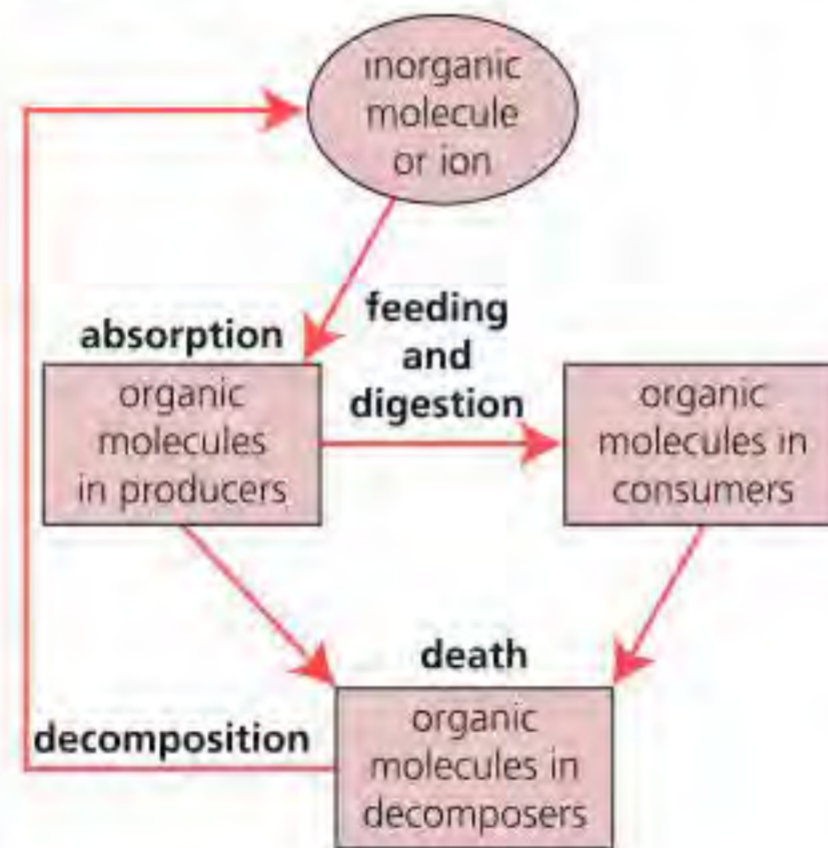 inorganic
molecule
or ion
absorption
feeding
and
digestion
organic
molecules
in producers
organic
molecules in
consumers
death
decomposition
organic
molecules in
decomposers